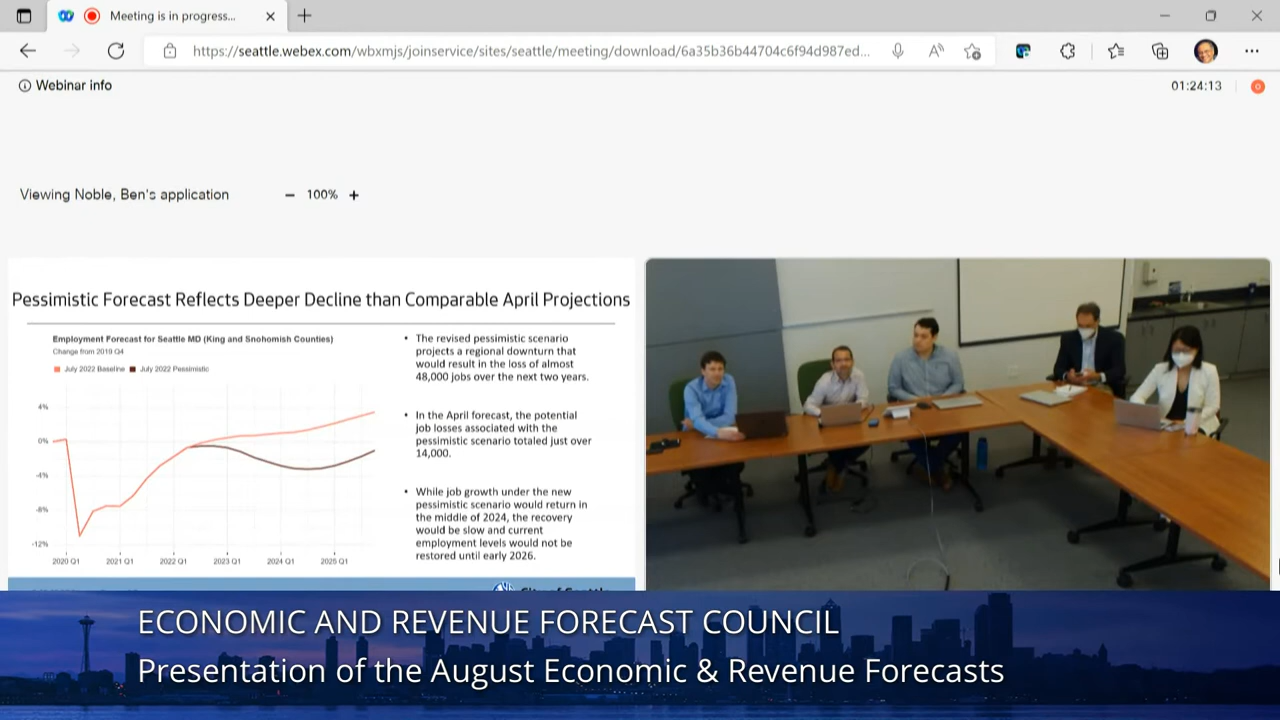 Meeting is in progress...
https://seattle.webex.com/wbxmjs/joinservice/sites/seattle/meeting/download/6a35b36b44704c6f94d987ed...
Webinar info
01:24:13
Viewing Noble, Ben's application
100%
Pessimistic Forecast Reflects Deeper Decline than Comparable April Projections
Employment Forecast for Seattle MD (King and Snohomish Counties)
Change from 2019 Q4
July 2022 Baseline
July 2022 Pessimistic
4%
0%
-4%
-8%
-12%
2020 Q1
2021 Q1
2022 Q1
2023 Q1
2024 Q1
2025 Q1
• The revised pessimistic scenario
projects a regional downturn that
would result in the loss of almost
48,000 jobs over the next two years.
• In the April forecast, the potential
job losses associated with the
pessimistic scenario totaled just over
14,000.
• While job growth under the new
pessimistic scenario would return in
the middle of 2024, the recovery
would be slow and current
employment levels would not be
restored until early 2026.
ECONOMIC AND REVENUE FORECAST COUNCIL
Presentation of the August Economic & Revenue Forecasts